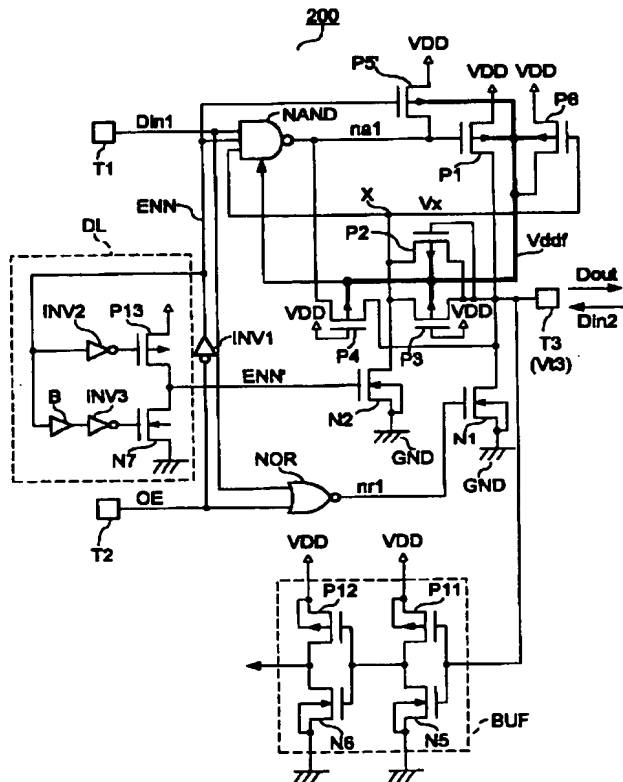 200
VDD
P5
VDD
VDD
P6
NAND
Din1
T1
na1
P1
X
Vx
ENN
DL
P2
Vddf
Dout
Din2
INV2
P13
INV1
VDD
P4
P3
VDD
T3
(Vt3)
ENN'
B
INV3
N7
N2
GND
N1
GND
NOR
nr1
OE
T2
VDD
VDD
P12
P11
N6
N5
BUF